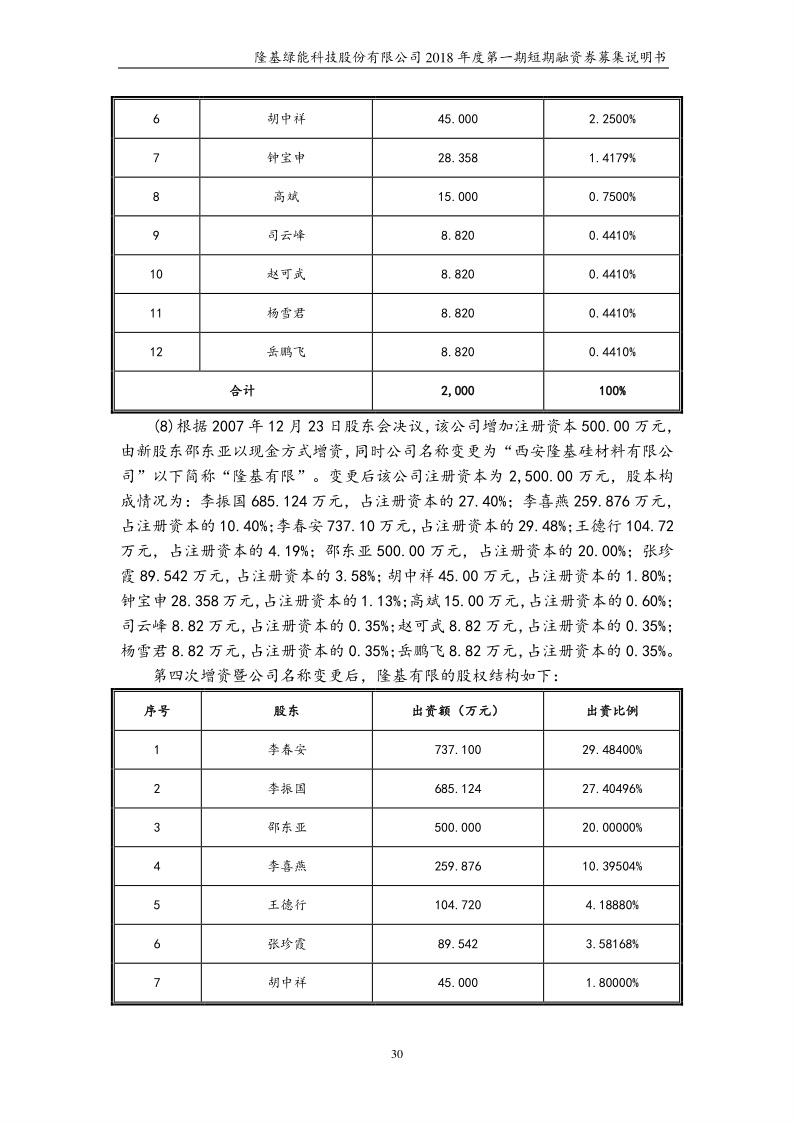 隆基绿能科技股份有限公司 2018 年度第一期短期融资券募集说明书
6 胡中祥 45.000 2.2500%
7 钟宝申 28.358 1.4179%
8 高斌 15.000 0.7500%
9 司云峰 8.820 0.4410%
10 赵可武 8.820 0.4410%
11 杨雪君 8.820 0.4410%
12 岳鹏飞 8.820 0.4410%
合计 2,000 100%
(8)根据 2007 年 12 月 23 日股东会决议,该公司增加注册资本 500.00 万元,
由新股东邵东亚以现金方式增资,同时公司名称变更为“西安隆基硅材料有限公
司”以下简称“隆基有限”。变更后该公司注册资本为 2,500.00 万元，股本构
成情况为：李振国 685.124 万元，占注册资本的 27.40%；李喜燕 259.876 万元,
占注册资本的 10.40%;李春安 737.10 万元,占注册资本的 29.48%;王德行 104.72
万元，占注册资本的 4.19%；邵东亚 500.00 万元，占注册资本的 20.00%；张珍
霞 89.542 万元,占注册资本的 3.58%;胡中祥 45.00 万元,占注册资本的 1.80%;
钟宝申 28.358 万元,占注册资本的 1.13%;高斌 15.00 万元,占注册资本的 0.60%;
司云峰 8.82 万元,占注册资本的 0.35%;赵可武 8.82 万元,占注册资本的 0.35%;
杨雪君 8.82 万元,占注册资本的 0.35%;岳鹏飞 8.82 万元,占注册资本的 0.35%。
第四次增资暨公司名称变更后，隆基有限的股权结构如下：
序号 股东 出资额（万元） 出资比例
1 李春安 737.100 29.48400%
2 李振国 685.124 27.40496%
3 邵东亚 500.000 20.00000%
4 李喜燕 259.876 10.39504%
5 王德行 104.720 4.18880%
6 张珍霞 89.542 3.58168%
7 胡中祥 45.000 1.80000%
30